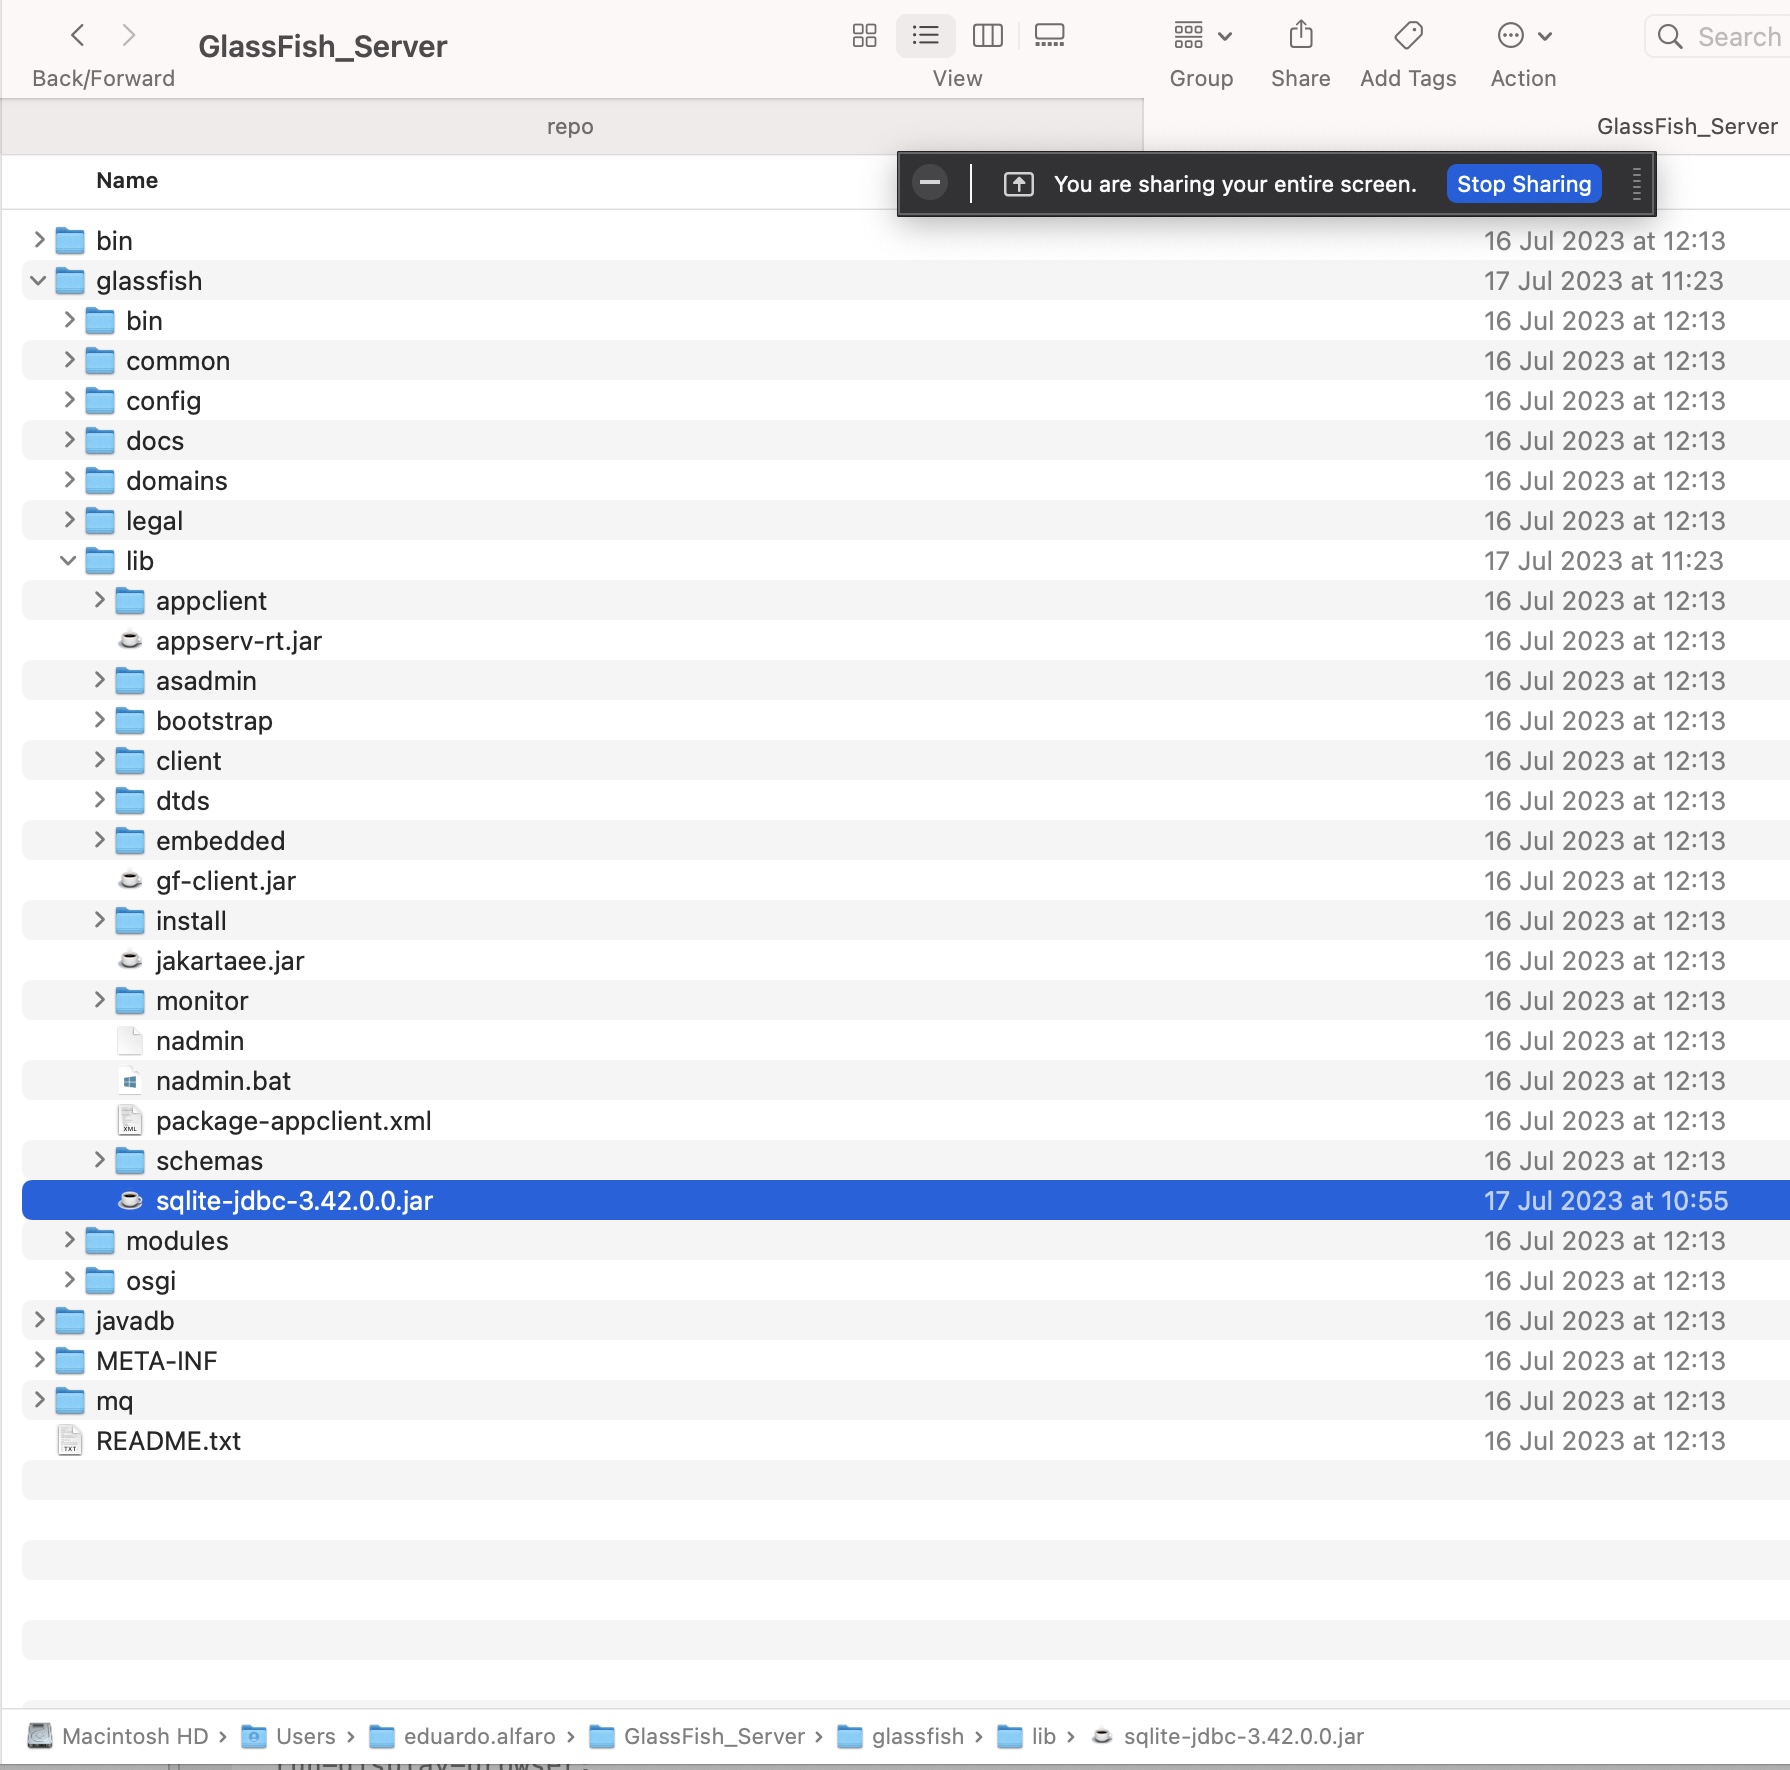 GlassFish_Server
Back/Forward View Group Share Add Tags Action Search
repo GlassFish_Server
Name
You are sharing your entire screen. Stop Sharing
bin 16 Jul 2023 at 12:13
glassfish 17 Jul 2023 at 11:23
bin 16 Jul 2023 at 12:13
common 16 Jul 2023 at 12:13
config 16 Jul 2023 at 12:13
docs 16 Jul 2023 at 12:13
domains 16 Jul 2023 at 12:13
legal 16 Jul 2023 at 12:13
lib 17 Jul 2023 at 11:23
appclient 16 Jul 2023 at 12:13
appserv-rt.jar 16 Jul 2023 at 12:13
asadmin 16 Jul 2023 at 12:13
bootstrap 16 Jul 2023 at 12:13
client 16 Jul 2023 at 12:13
dtds 16 Jul 2023 at 12:13
embedded 16 Jul 2023 at 12:13
gf-client.jar 16 Jul 2023 at 12:13
install 16 Jul 2023 at 12:13
jakartaee.jar 16 Jul 2023 at 12:13
monitor 16 Jul 2023 at 12:13
nadmin 16 Jul 2023 at 12:13
nadmin.bat 16 Jul 2023 at 12:13
package-appclient.xml 16 Jul 2023 at 12:13
schemas 16 Jul 2023 at 12:13
sqlite-jdbc-3.42.0.0.jar 17 Jul 2023 at 10:55
modules 16 Jul 2023 at 12:13
osgi 16 Jul 2023 at 12:13
javadb 16 Jul 2023 at 12:13
META-INF 16 Jul 2023 at 12:13
mq 16 Jul 2023 at 12:13
README.txt 16 Jul 2023 at 12:13
Macintosh HD › Users › eduardo.alfaro › GlassFish_Server › glassfish › lib › sqlite-jdbc-3.42.0.0.jar